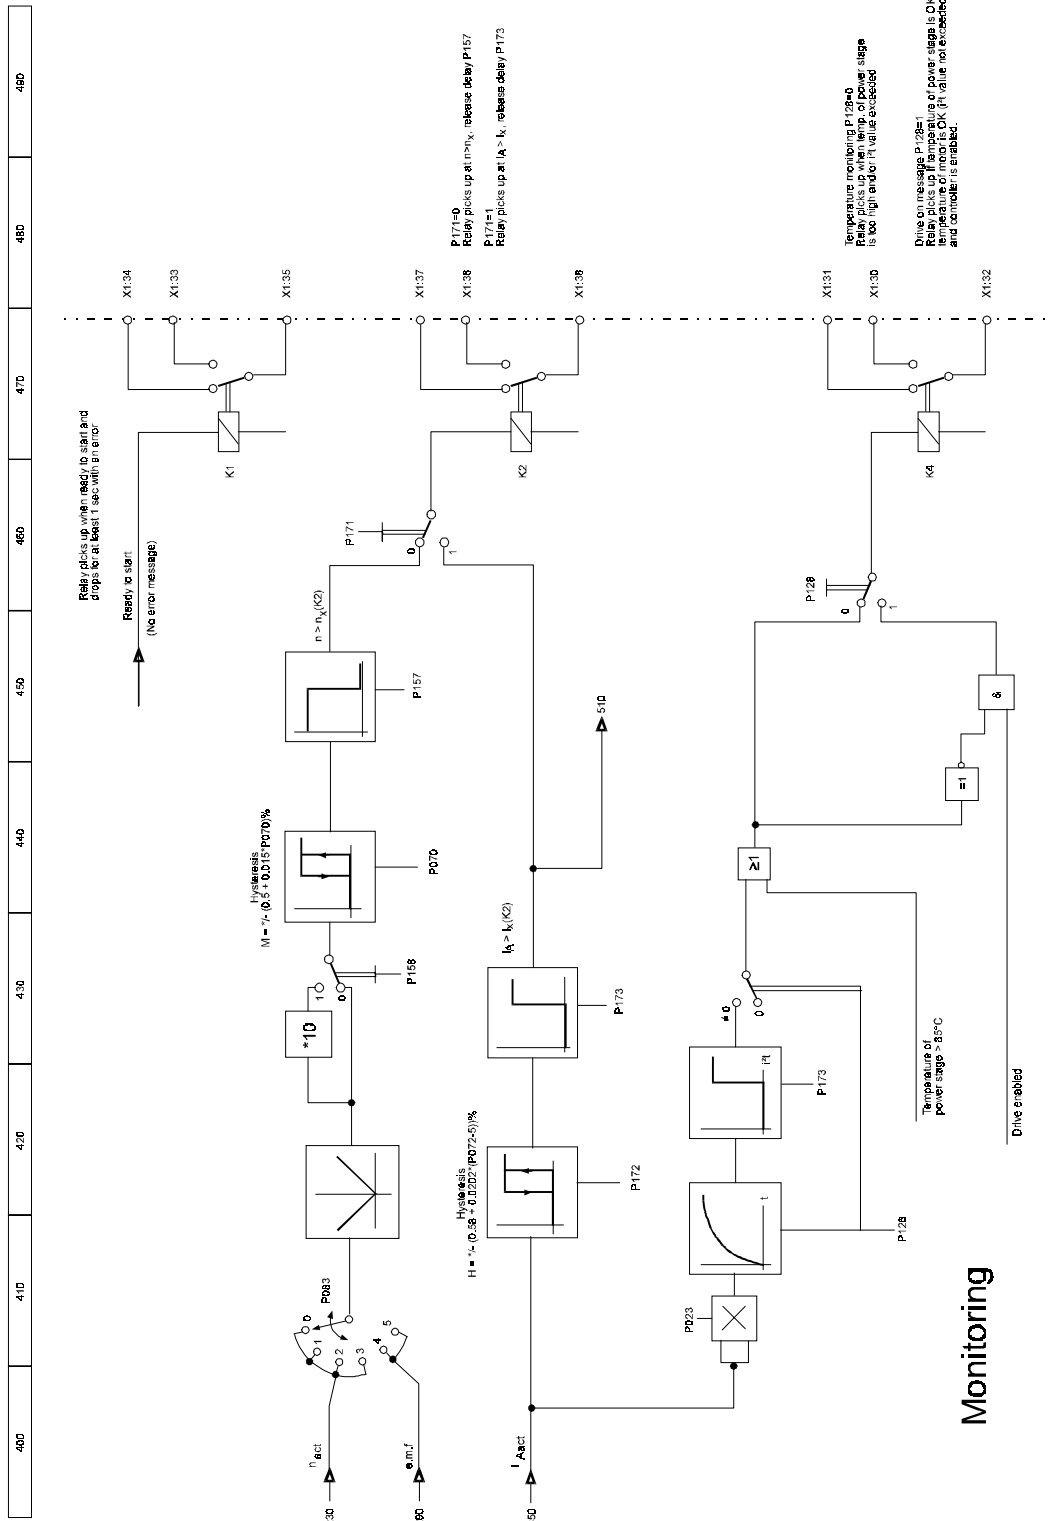 400
410
420
430
440
450
460
470
480
490
Relay picks up when ready to start and
drops for at least 1 sec with an error
Ready to start
(No error message)
K1
X1:34
X1:33
X1:35
:30
n act
e.m.f
P083
0
1
2
3
4
5
*10
1
0
P158
Hysteresis
M = +/- (0.5 + 0.015*P070)%
P070
P157
n > nX(K2)
P171
0
1
K2
X1:37
X1:36
X1:38
P171=0
Relay picks up at n>nX, release delay P157
P171=1
Relay picks up at IA > IX, release delay P173
I Aact
Hysteresis
H = +/- (0.58 + 0.0202*(P072-5))%
P172
P173
IA > IX(K2)
510
P023
t
P126
i²t
P173
≠ 0
0
≥1
Temperature of
power stage > 85°C
Drive enabled
=1
&
P128
0
1
K4
X1:31
X1:30
X1:32
Temperature monitoring P128=0
Relay picks up when temp. of power stage
is too high and/or i²t value exceeded
Drive on message P128=1
Relay picks up if temperature of power stage is OK
temperature of motor is OK (i²t value not exceeded
and controller is enabled.
Monitoring